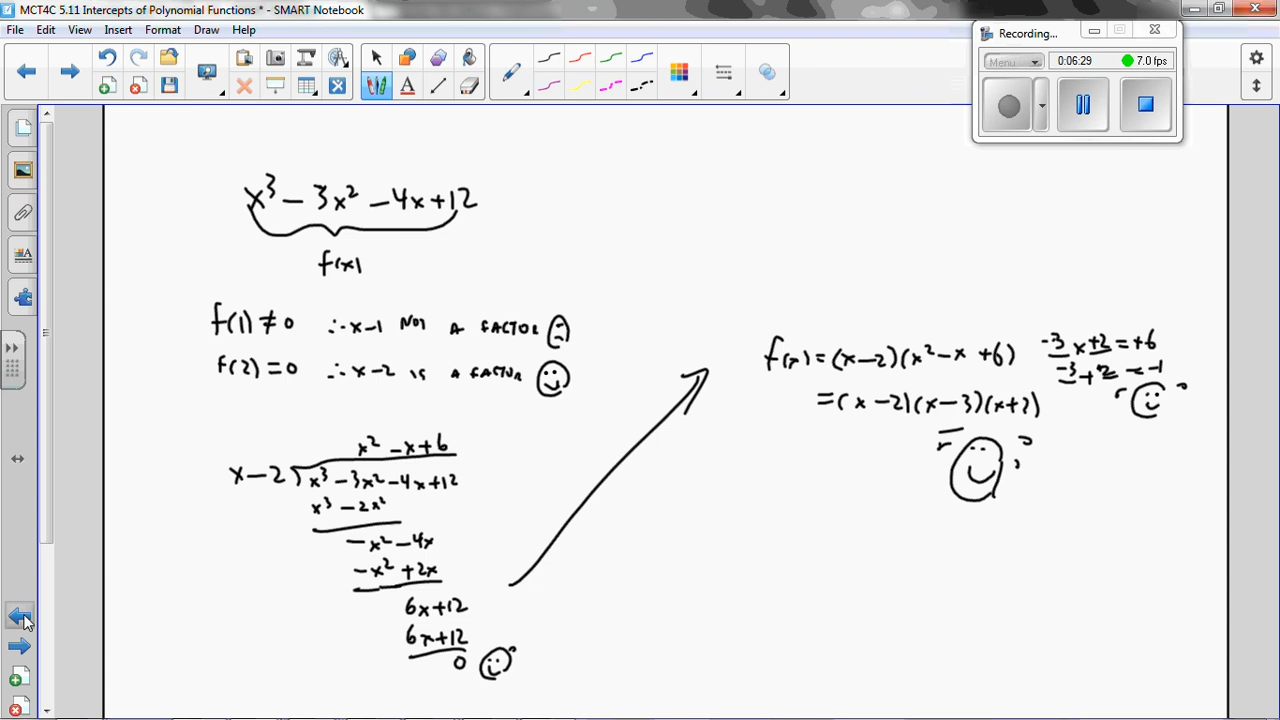 MCT4C 5.11 Intercepts of Polynomial Functions * - SMART Notebook
File Edit View Insert Format Draw Help
Recording...
Menu 0:06:29 7.0 fps
x³ - 3x² - 4x + 12
f(x)
f(1) ≠ 0 ∴ x-1 NOT A FACTOR
f(2) = 0 ∴ x-2 IS A FACTOR
x² - x + 6
x - 2 ) x³ - 3x² - 4x + 12
x³ - 2x²
-x² - 4x
-x² + 2x
6x + 12
6x + 12
0
f(x) = (x-2)(x² - x + 6)
= (x-2)(x-3)(x+2)
-3 x +2 = +6
-3 + 2 = -1